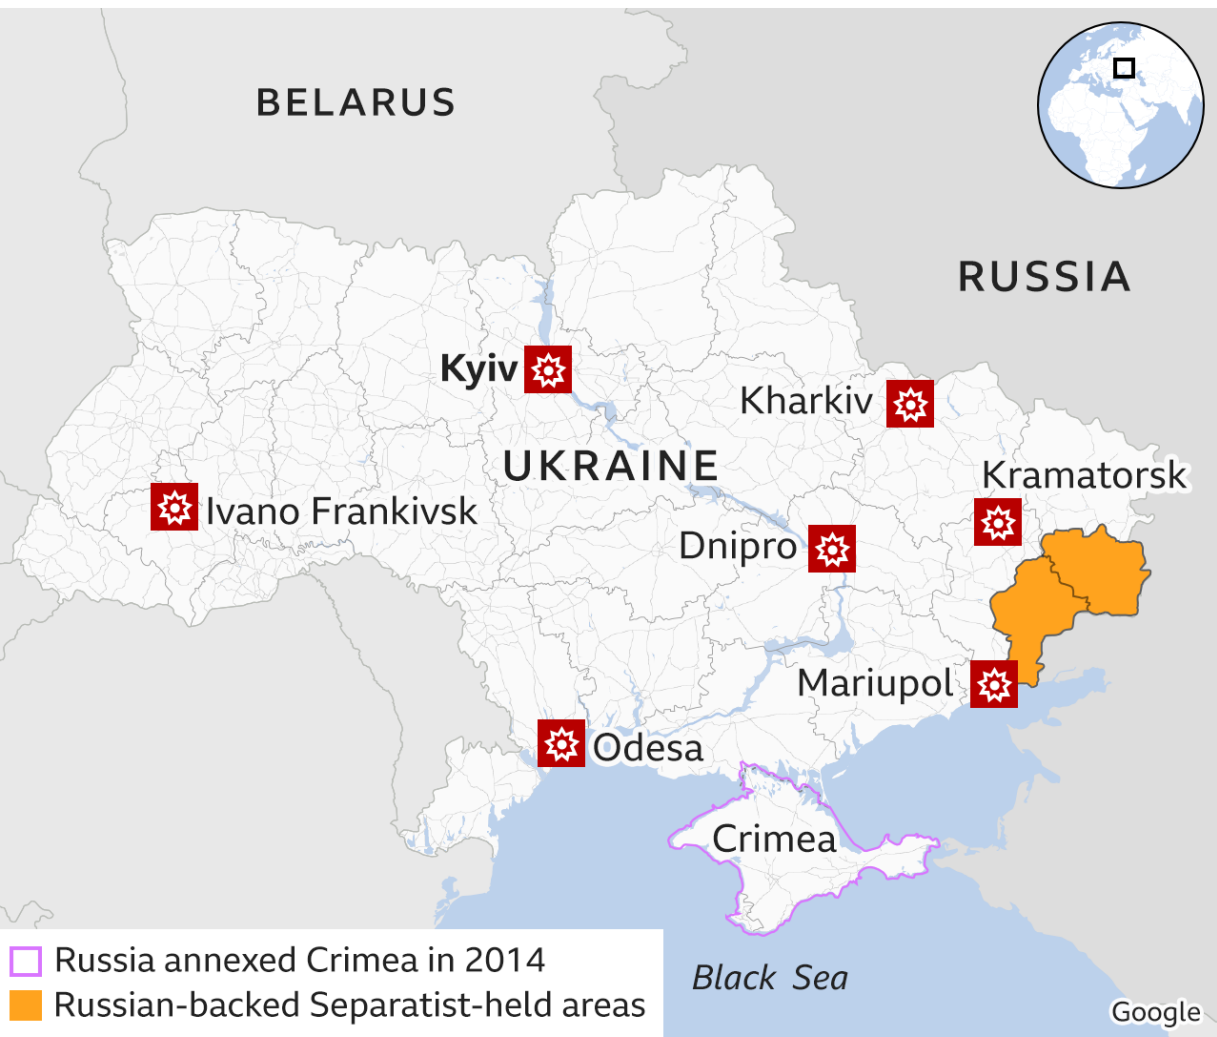 BELARUS
RUSSIA
Kyiv
Kharkiv
UKRAINE
Kramatorsk
Ivano Frankivsk
Dnipro
Mariupol
Odesa
Crimea
Russia annexed Crimea in 2014
Russian-backed Separatist-held areas
Black Sea
Google